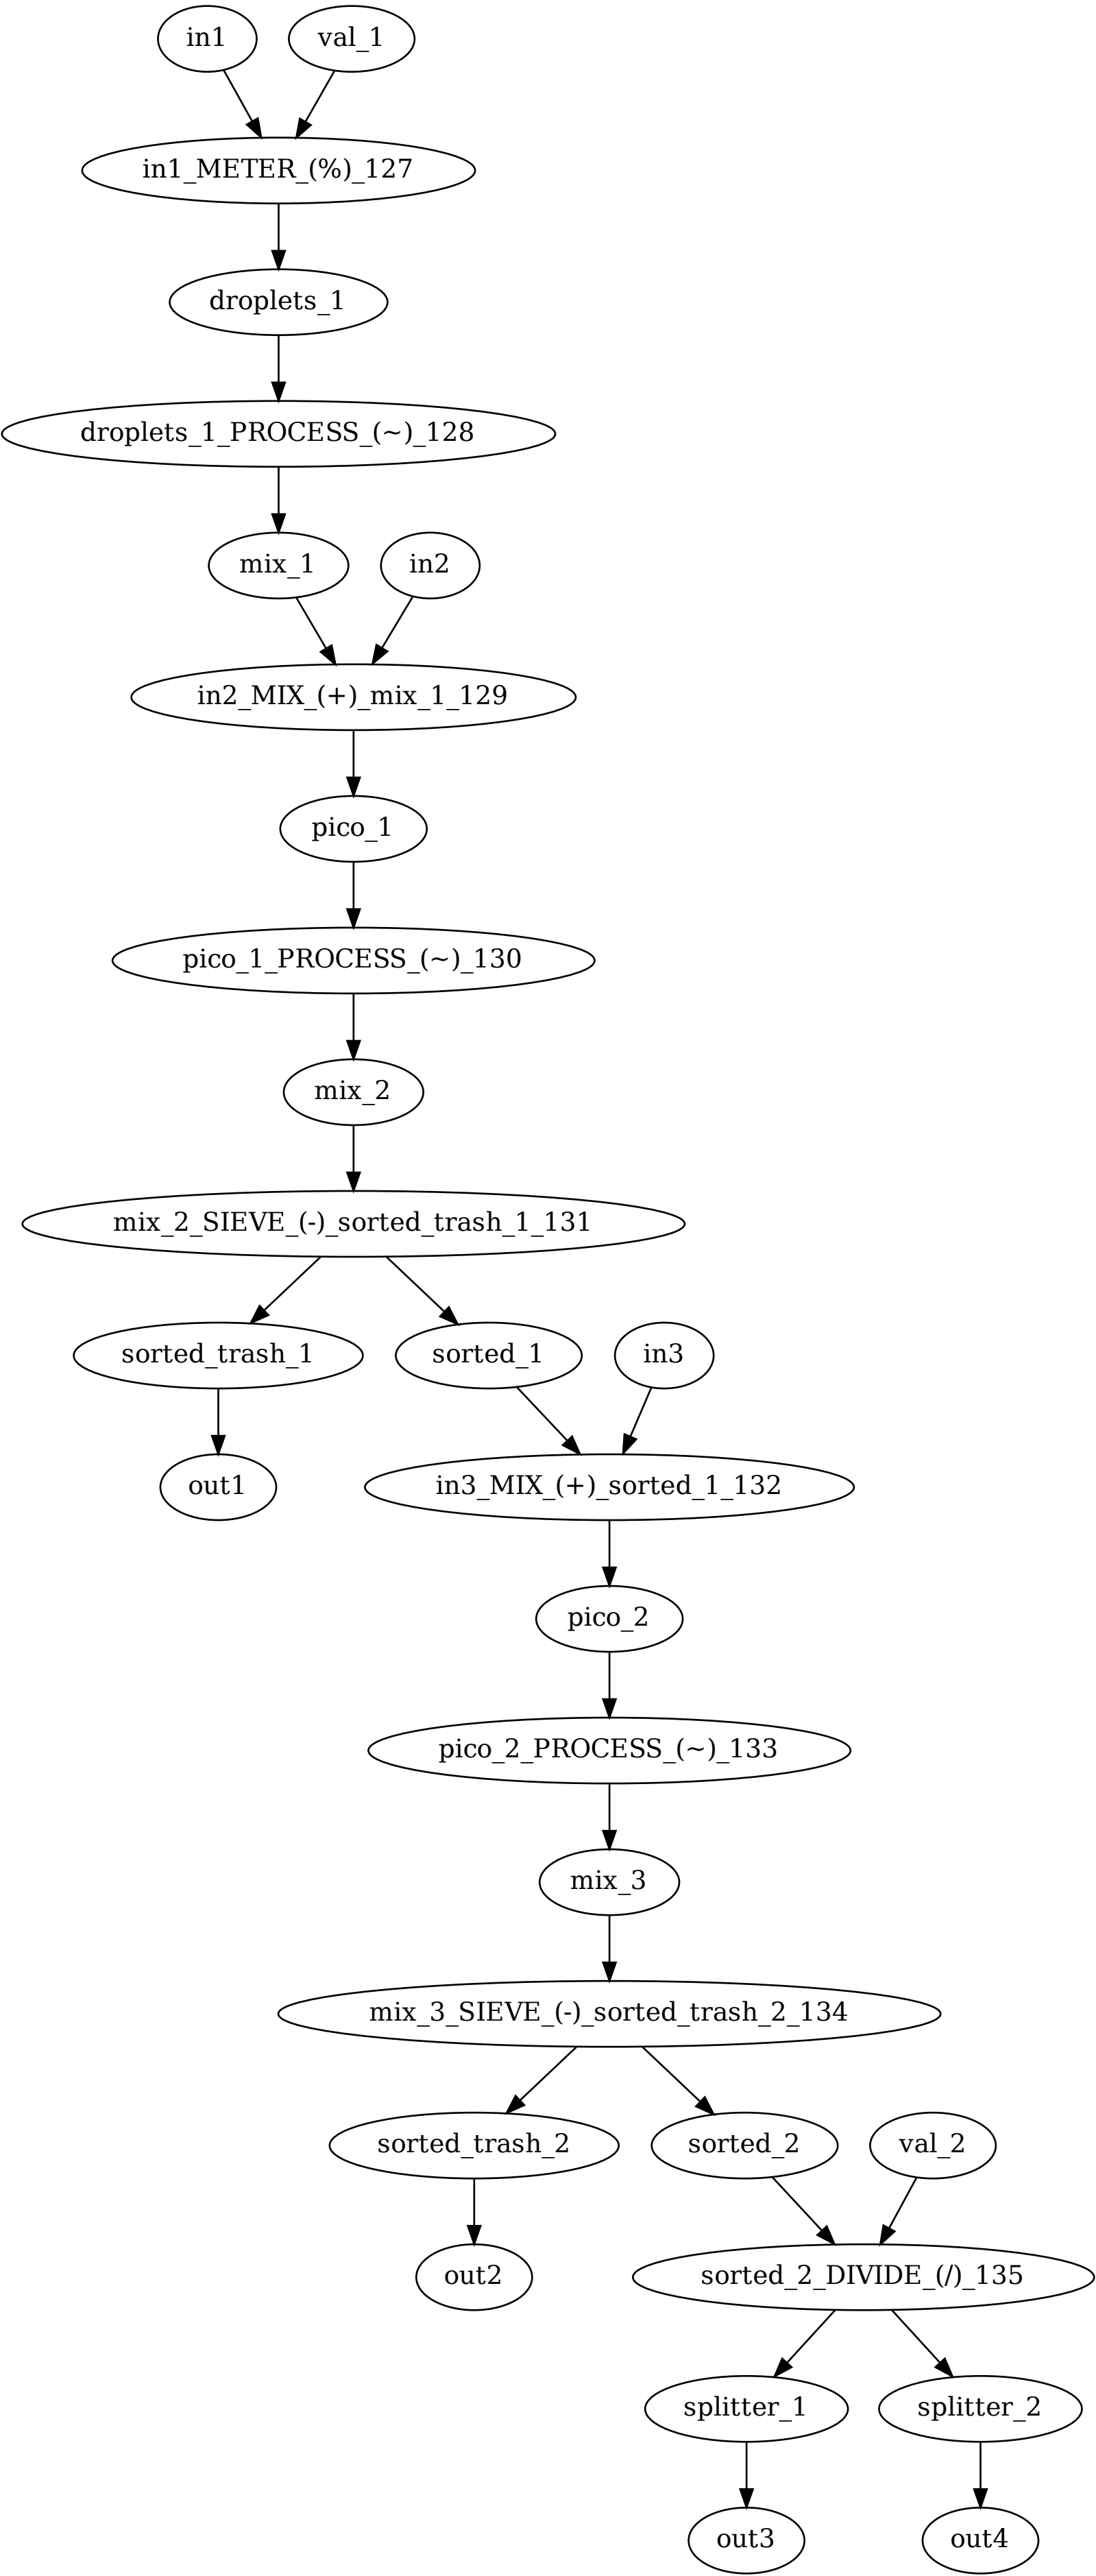 in1
val_1
in1_METER_(%)_127
droplets_1
droplets_1_PROCESS_(~)_128
mix_1
in2
in2_MIX_(+)_mix_1_129
pico_1
pico_1_PROCESS_(~)_130
mix_2
mix_2_SIEVE_(-)_sorted_trash_1_131
sorted_trash_1
sorted_1
in3
out1
in3_MIX_(+)_sorted_1_132
pico_2
pico_2_PROCESS_(~)_133
mix_3
mix_3_SIEVE_(-)_sorted_trash_2_134
sorted_trash_2
sorted_2
val_2
out2
sorted_2_DIVIDE_(/)_135
splitter_1
splitter_2
out3
out4